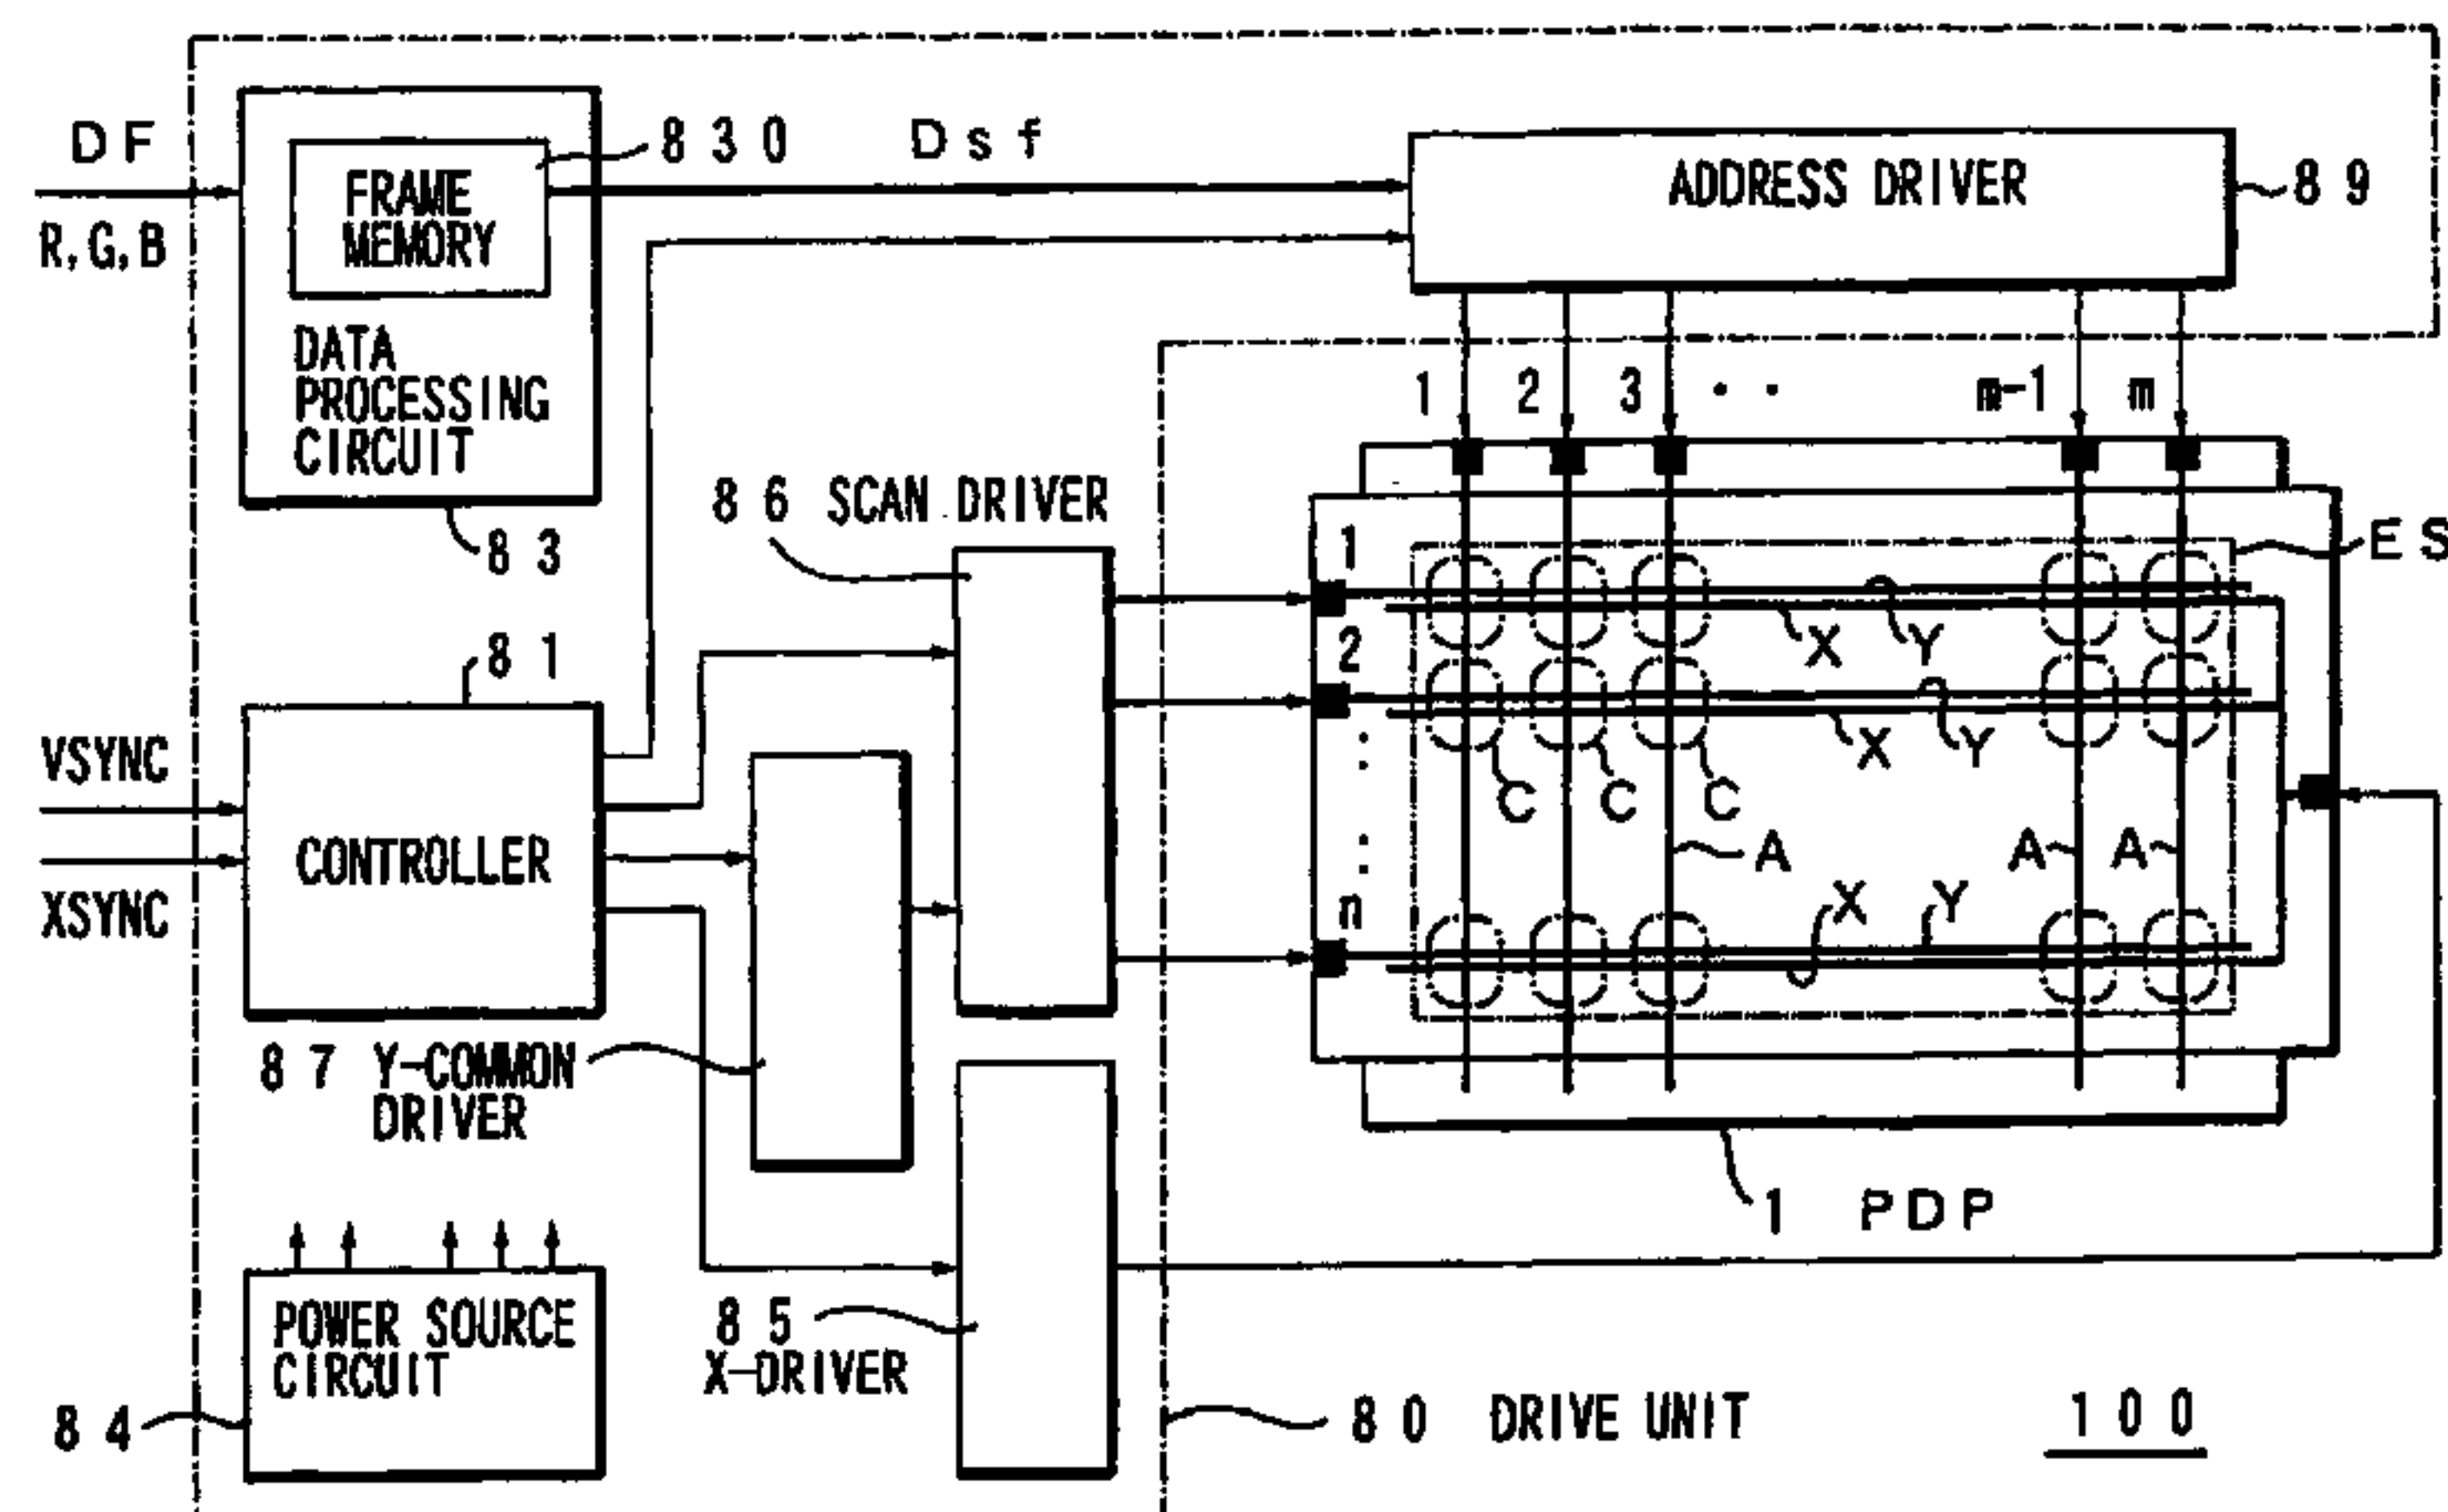 DF
R,G,B
FRAME
MEMORY
830
Dsf
DATA
PROCESSING
CIRCUIT
83
ADDRESS DRIVER
89
1 2 3 ·· m-1 m
86 SCAN DRIVER
81
VSYNC
XSYNC
CONTROLLER
87 Y-COMMON
DRIVER
POWER SOURCE
CIRCUIT
84
85
X-DRIVER
80 DRIVE UNIT
1
2
n
ES
X Y
X Y
C C C
A A A
X Y
1 PDP
100